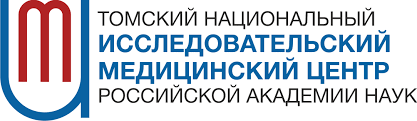 ТОМСКИЙ НАЦИОНАЛЬНЫЙ
ИССЛЕДОВАТЕЛЬСКИЙ
МЕДИЦИНСКИЙ ЦЕНТР
РОССИЙСКОЙ АКАДЕМИИ НАУК